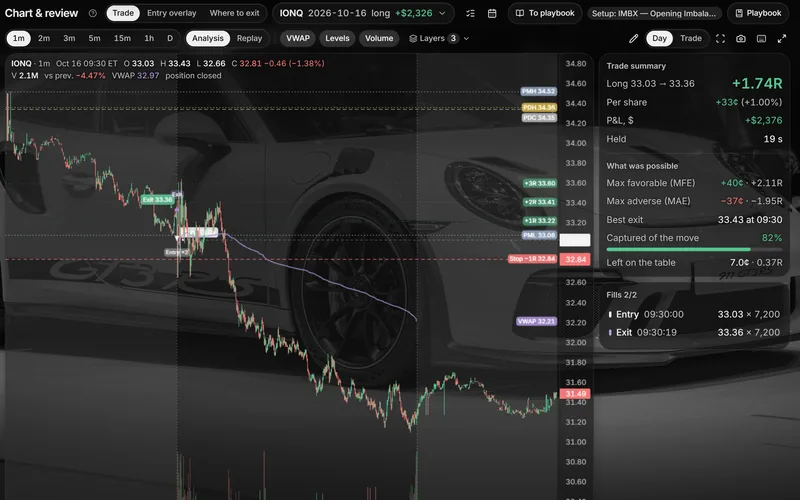 Chart & review
Trade
Entry overlay
Where to exit
IONQ 2026-10-16 long +$2,326
To playbook
Setup: IMBX — Opening Imbala...
Playbook
1m 2m 3m 5m 15m 1h D
Analysis Replay
VWAP Levels Volume
Layers 3
Day Trade
IONQ · 1m Oct 16 09:30 ET O 33.03 H 33.43 L 32.66 C 32.81 −0.46 (−1.38%)
V 2.1M vs prev. −4.47% VWAP 32.97 position closed
PMH 34.52
PDH 34.36
PDC 34.35
+3R 33.60
+2R 33.41
+1R 33.22
PML 33.08
Stop −1R 32.84
VWAP 32.21
Exit 33.36
34.80
34.60
34.40
34.20
34.00
33.80
33.60
33.40
33.20
32.84
32.60
32.40
32.20
32.00
31.80
31.60
31.49
31.40
31.20
31.00
30.80
30.60
30.40
GT3 RS
Trade summary
Long 33.03 → 33.36 +1.74R
Per share +33¢ (+1.00%)
P&L, $ +$2,376
Held 19 s
What was possible
Max favorable (MFE) +40¢ · +2.11R
Max adverse (MAE) −37¢ · −1.95R
Best exit 33.43 at 09:30
Captured of the move 82%
Left on the table 7.0¢ · 0.37R
Fills 2/2
Entry 09:30:00 33.03 × 7,200
Exit 09:30:19 33.36 × 7,200